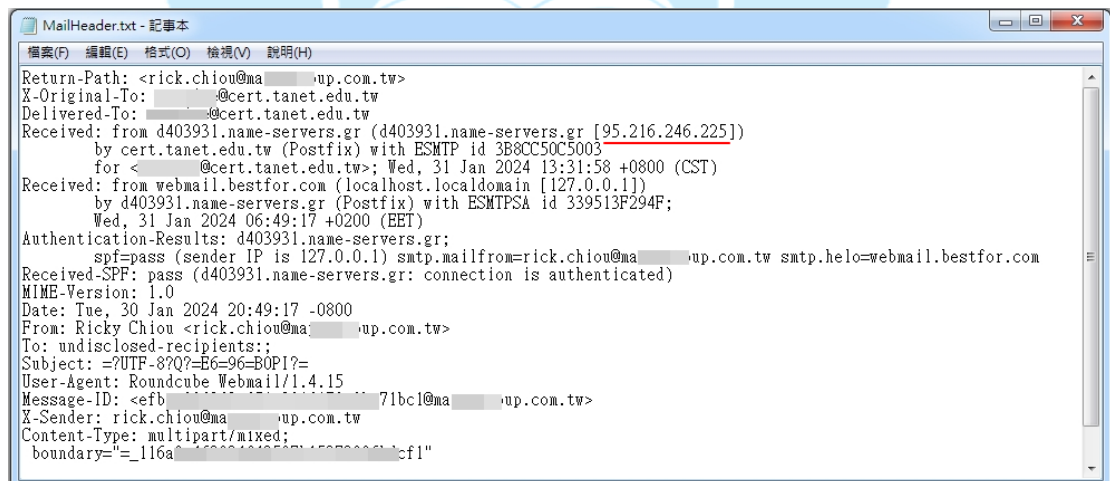 MailHeader.txt - 記事本
檔案(F) 編輯(E) 格式(O) 檢視(V) 說明(H)
Return-Path: <rick.chiou@ma up.com.tw>
X-Original-To: @cert.tanet.edu.tw
Delivered-To: @cert.tanet.edu.tw
Received: from d403931.name-servers.gr (d403931.name-servers.gr [95.216.246.225])
by cert.tanet.edu.tw (Postfix) with ESMTP id 3B8CC50C5003
for < @cert.tanet.edu.tw>; Wed, 31 Jan 2024 13:31:58 +0800 (CST)
Received: from webmail.bestfor.com (localhost.localdomain [127.0.0.1])
by d403931.name-servers.gr (Postfix) with ESMTPSA id 339513F294F;
Wed, 31 Jan 2024 06:49:17 +0200 (EET)
Authentication-Results: d403931.name-servers.gr;
spf=pass (sender IP is 127.0.0.1) smtp.mailfrom=rick.chiou@ma up.com.tw smtp.helo=webmail.bestfor.com
Received-SPF: pass (d403931.name-servers.gr: connection is authenticated)
MIME-Version: 1.0
Date: Tue, 30 Jan 2024 20:49:17 -0800
From: Ricky Chiou <rick.chiou@ma up.com.tw>
To: undisclosed-recipients:;
Subject: =?UTF-8?Q?=E6=96=B0PI?=
User-Agent: Roundcube Webmail/1.4.15
Message-ID: <efb 71bc1@ma up.com.tw>
X-Sender: rick.chiou@ma up.com.tw
Content-Type: multipart/mixed;
boundary="=_116a cf1"